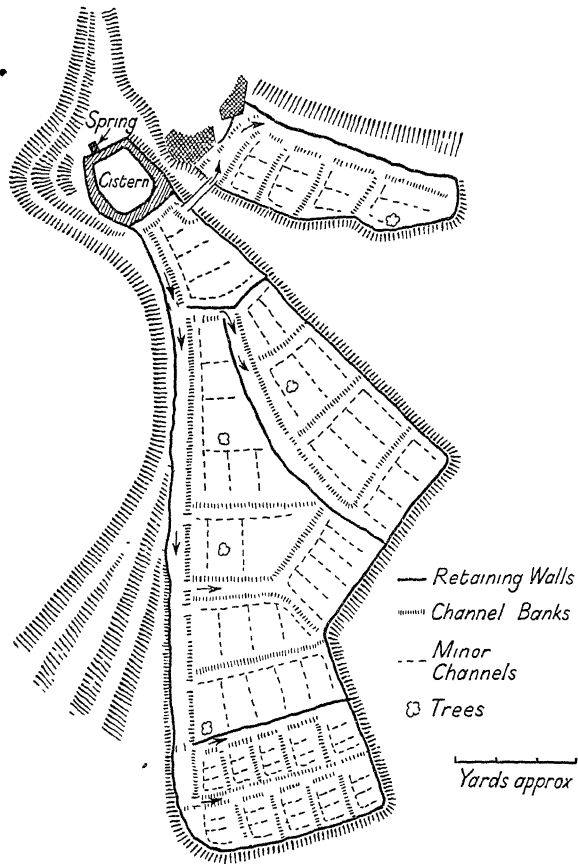 Spring
Cistern
Retaining Walls
Channel Banks
Minor
Channels
Trees
Yards approx